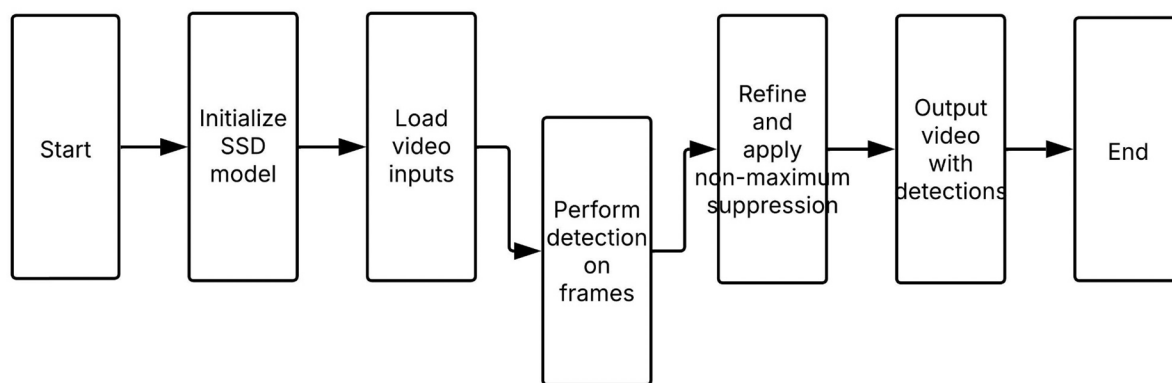 Start
Initialize
SSD
model
Load
video
inputs
Perform
detection
on
frames
Refine
and
apply
non-maximum
suppression
Output
video
with
detections
End